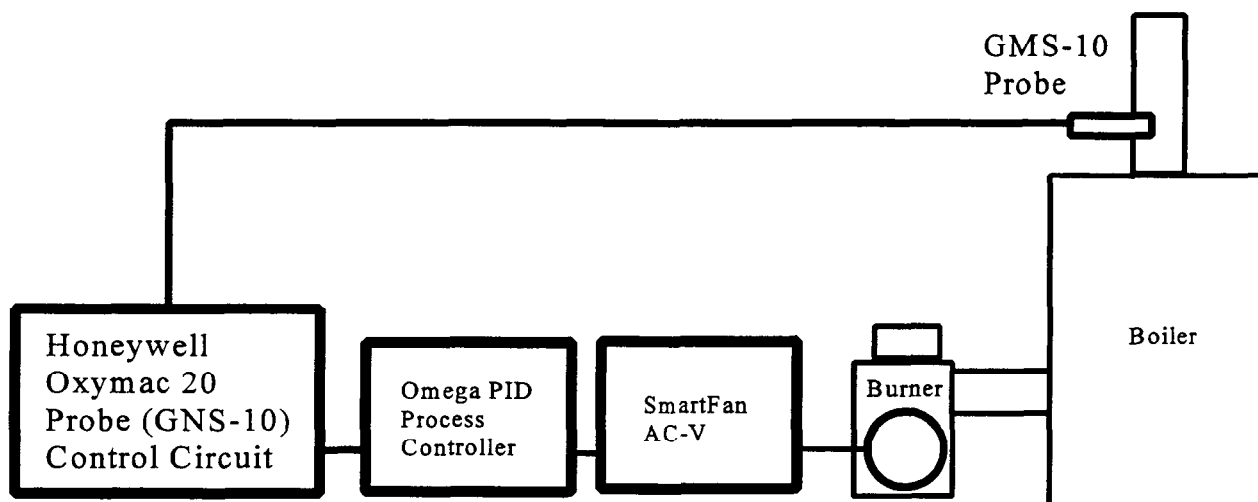 GMS-10
Probe
Honeywell
Oxymac 20
Probe (GNS-10)
Control Circuit
Omega PID
Process
Controller
SmartFan
AC-V
Burner
Boiler